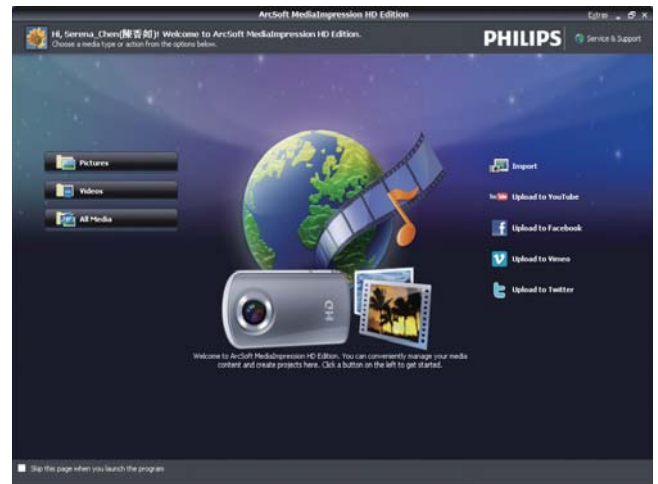 ArcSoft MediaImpression HD Edition
Extras
Hi, Serena_Chen(陳香如)! Welcome to ArcSoft MediaImpression HD Edition.
Choose a media type or action from the options below.
PHILIPS
Service & Support
Pictures
Videos
All Media
Import
Upload to YouTube
Upload to Facebook
Upload to Vimeo
Upload to Twitter
HD
Welcome to ArcSoft MediaImpression HD Edition. You can conveniently manage your media
content and create projects here. Click a button on the left to get started.
Skip this page when you launch the program